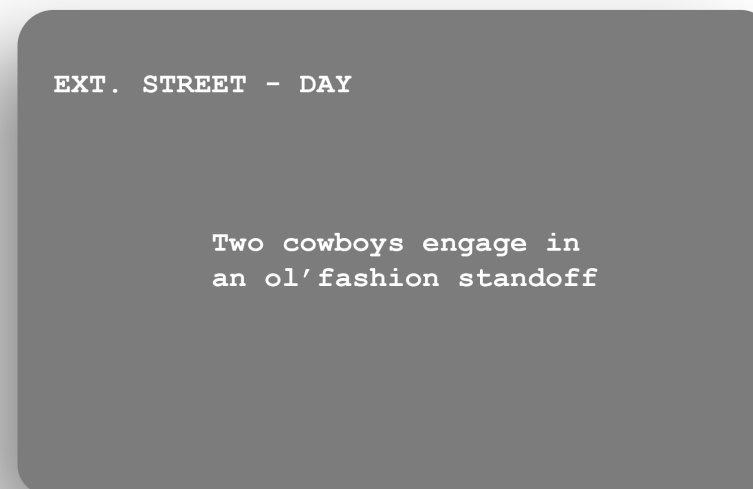 EXT. STREET - DAY
Two cowboys engage in
an ol’fashion standoff